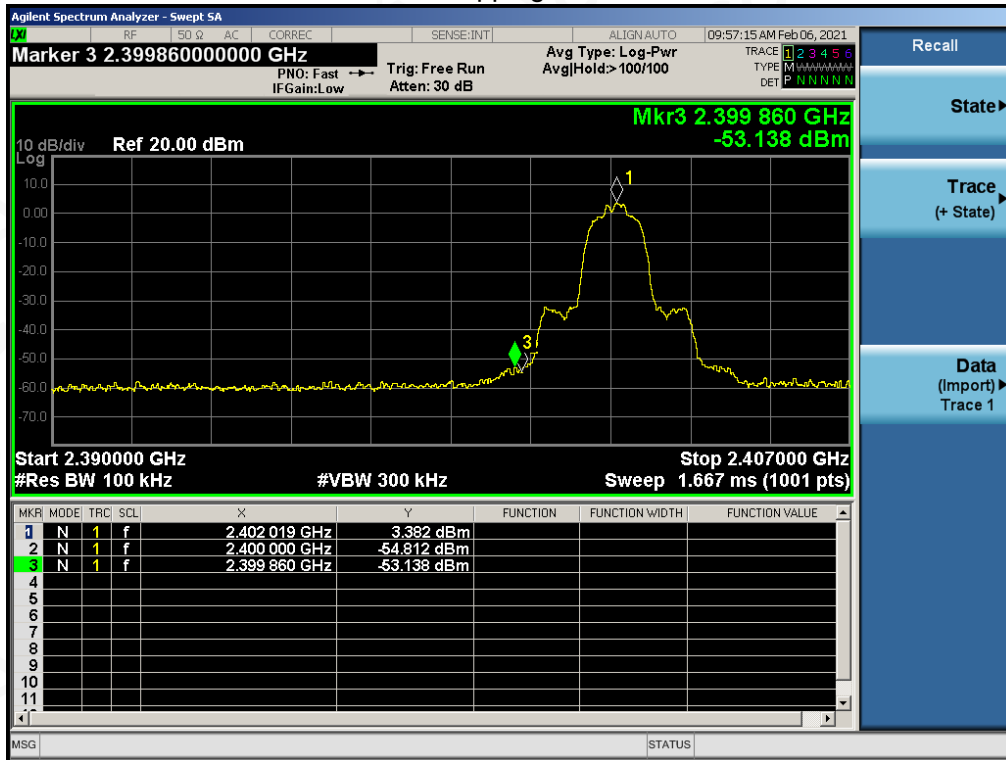 Agilent Spectrum Analyzer - Swept SA
LXI RF 50 Ω AC CORREC SENSE:INT ALIGN AUTO 09:57:15 AM Feb 06, 2021
Marker 3 2.399860000000 GHz
PNO: Fast
IFGain:Low
Trig: Free Run
Atten: 30 dB
Avg Type: Log-Pwr
Avg|Hold:> 100/100
TRACE 1 2 3 4 5 6
TYPE M W W W W W
DET P N N N N N
Recall
State
Trace
(+ State)
Data
(Import)
Trace 1
Mkr3 2.399 860 GHz
-53.138 dBm
10 dB/div Ref 20.00 dBm
Log
10.0
0.00
-10.0
-20.0
-30.0
-40.0
-50.0
-60.0
-70.0
1
3
Start 2.390000 GHz Stop 2.407000 GHz
#Res BW 100 kHz #VBW 300 kHz Sweep 1.667 ms (1001 pts)
MKR MODE TRC SCL X Y FUNCTION FUNCTION WIDTH FUNCTION VALUE
1 N 1 f 2.402 019 GHz 3.382 dBm
2 N 1 f 2.400 000 GHz -54.812 dBm
3 N 1 f 2.399 860 GHz -53.138 dBm
4
5
6
7
8
9
10
11
MSG STATUS